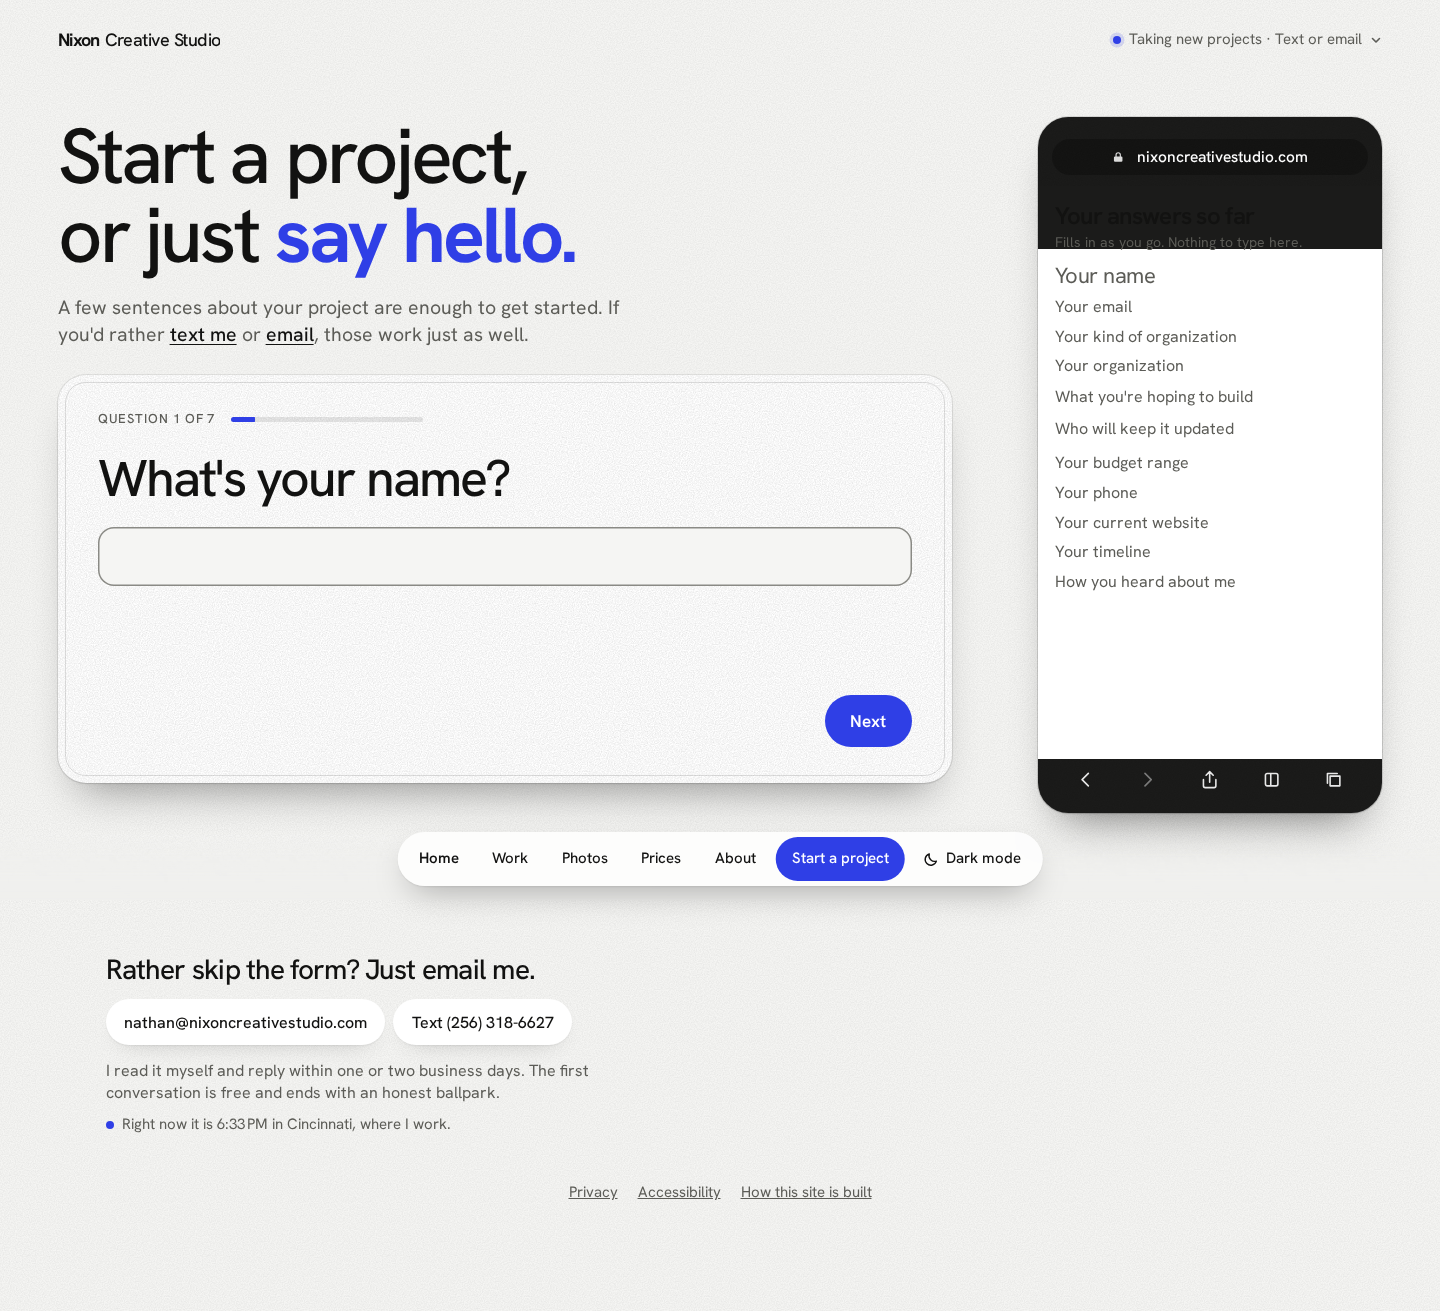 Nixon Creative Studio
Taking new projects · Text or email
Start a project,
or just say hello.
A few sentences about your project are enough to get started. If
you'd rather text me or email, those work just as well.
QUESTION 1 OF 7
What's your name?
Next
nixoncreativestudio.com
Your answers so far
Fills in as you go. Nothing to type here.
Your name
Your email
Your kind of organization
Your organization
What you're hoping to build
Who will keep it updated
Your budget range
Your phone
Your current website
Your timeline
How you heard about me
Home
Work
Photos
Prices
About
Start a project
Dark mode
Rather skip the form? Just email me.
nathan@nixoncreativestudio.com
Text (256) 318-6627
I read it myself and reply within one or two business days. The first
conversation is free and ends with an honest ballpark.
Right now it is 6:33 PM in Cincinnati, where I work.
Privacy
Accessibility
How this site is built